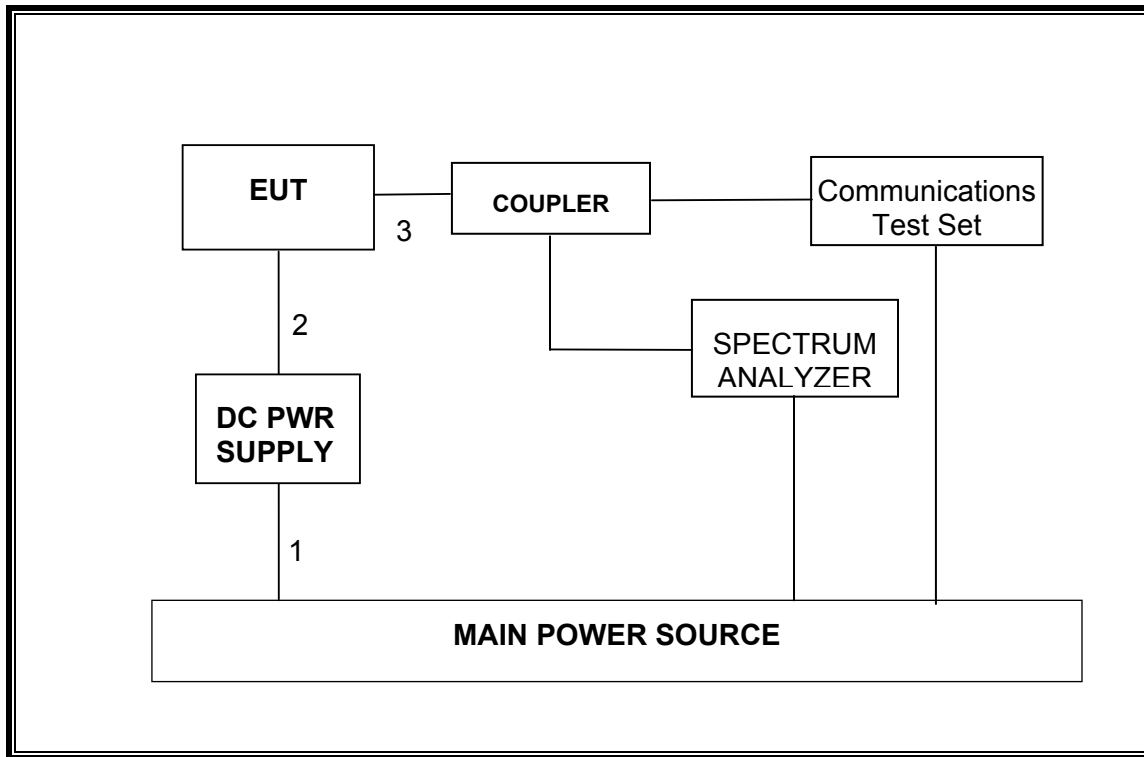 EUT
3
COUPLER
Communications
Test Set
2
SPECTRUM
ANALYZER
DC PWR
SUPPLY
1
MAIN POWER SOURCE